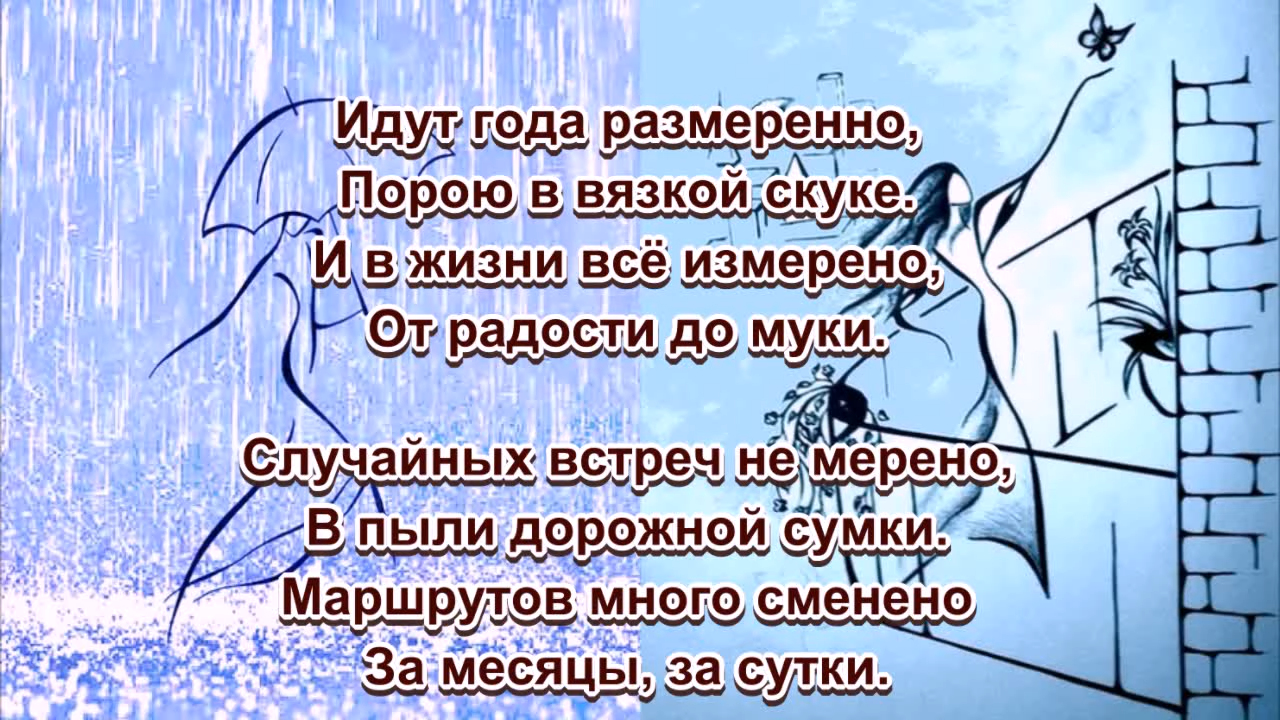 Идут года размеренно,
Порою в вязкой скуке.
И в жизни всё измерено,
От радости до муки.
Случайных встреч не мерено,
В пыли дорожной сумки.
Маршрутов много сменено
За месяцы, за сутки.